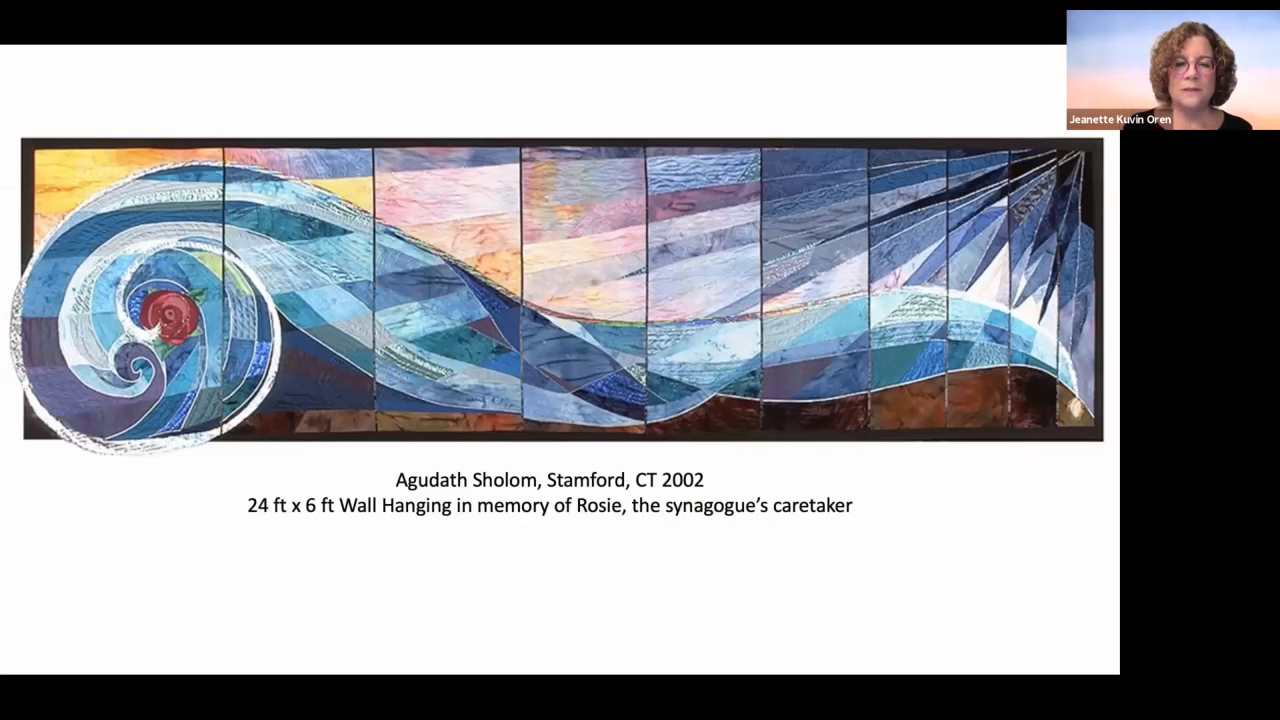 Jeanette Kuvin Oren
Agudath Sholom, Stamford, CT 2002
24 ft x 6 ft Wall Hanging in memory of Rosie, the synagogue's caretaker